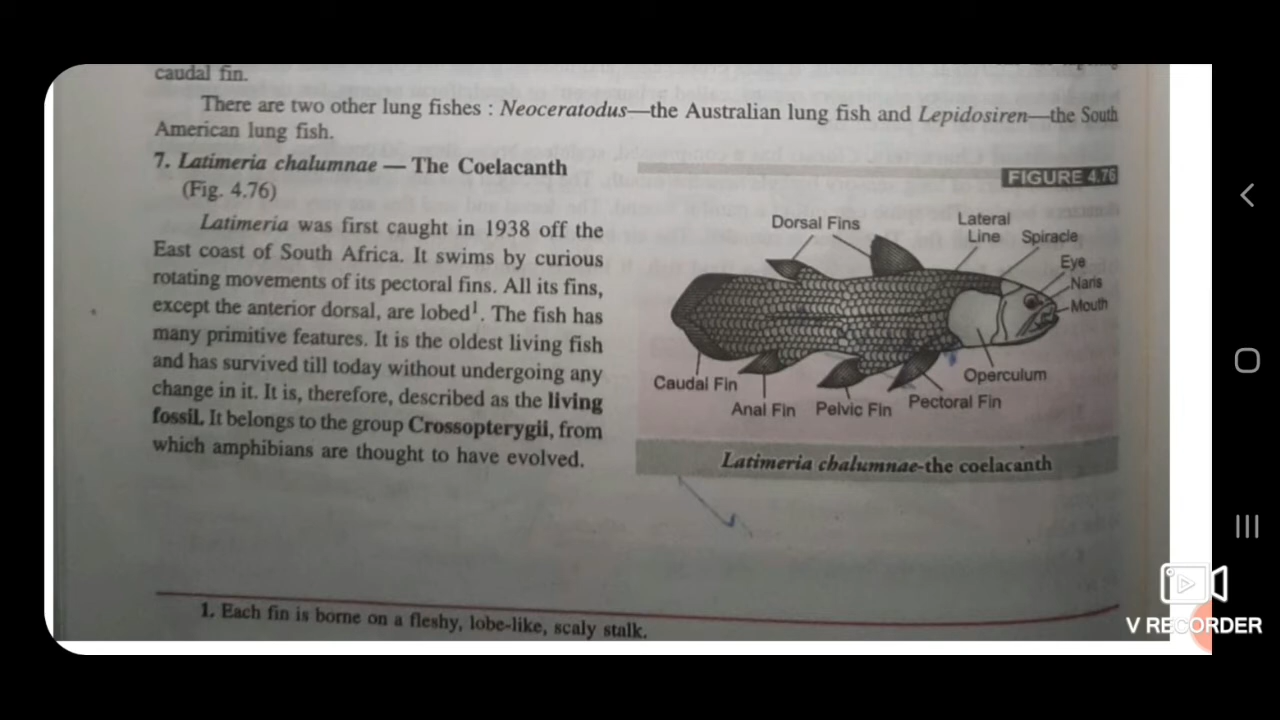 caudal fin.
There are two other lung fishes : Neoceratodus—the Australian lung fish and Lepidosiren—the South
American lung fish.
7. Latimeria chalumnae — The Coelacanth
(Fig. 4.76)
Latimeria was first caught in 1938 off the
East coast of South Africa. It swims by curious
rotating movements of its pectoral fins. All its fins,
except the anterior dorsal, are lobed¹. The fish has
many primitive features. It is the oldest living fish
and has survived till today without undergoing any
change in it. It is, therefore, described as the living
fossil. It belongs to the group Crossopterygii, from
which amphibians are thought to have evolved.
FIGURE 4.76
Dorsal Fins
Lateral
Line
Spiracle
Eye
Naris
Mouth
Operculum
Pectoral Fin
Pelvic Fin
Anal Fin
Caudal Fin
Latimeria chalumnae-the coelacanth
1. Each fin is borne on a fleshy, lobe-like, scaly stalk.
V RECORDER